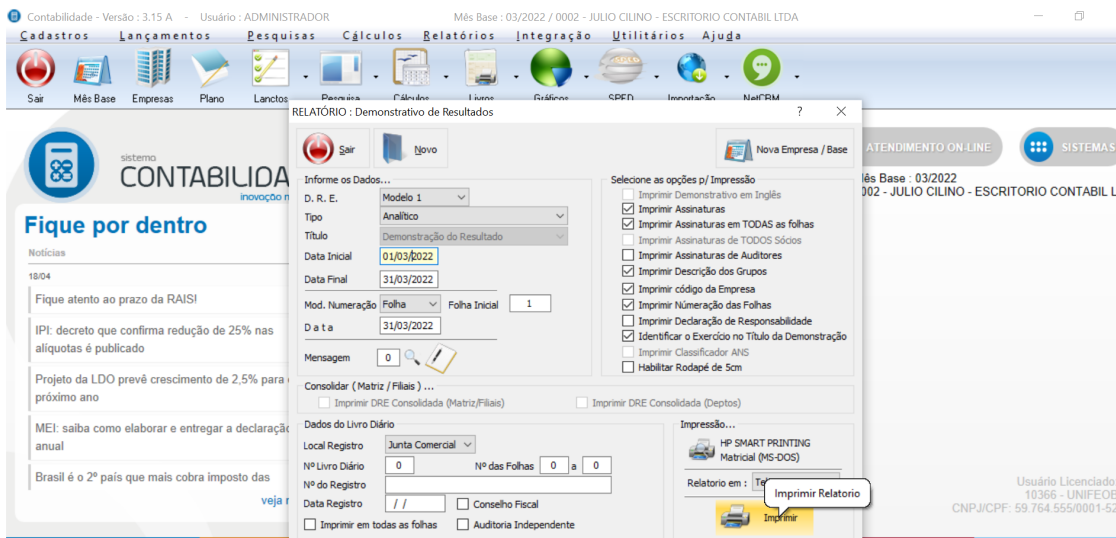 Contabilidade - Versão : 3.15 A - Usuário : ADMINISTRADOR Mês Base : 03/2022 / 0002 - JULIO CILINO - ESCRITORIO CONTABIL LTDA
Cadastros Lançamentos Pesquisas Cálculos Relatórios Integração Utilitários Ajuda
Sair Mês Base Empresas Plano Lanctos Pesquisa Cálculos Livros Gráficos SPED Importação NetCRM
RELATÓRIO : Demonstrativo de Resultados ? X
Sair Novo Nova Empresa / Base
ATENDIMENTO ON-LINE SISTEMAS
sistema
CONTABILIDA
inovação n
lês Base : 03/2022
002 - JULIO CILINO - ESCRITORIO CONTABIL L
Fique por dentro
Notícias
18/04
Fique atento ao prazo da RAIS!
IPI: decreto que confirma redução de 25% nas
alíquotas é publicado
Projeto da LDO prevê crescimento de 2,5% para
próximo ano
MEI: saiba como elaborar e entregar a declaração
anual
Brasil é o 2º país que mais cobra imposto das
veja
Informe os Dados...
D. R. E. Modelo 1
Tipo Analítico
Título Demonstração do Resultado
Data Inicial 01/03/2022
Data Final 31/03/2022
Mod. Numeração Folha Folha Inicial 1
Data 31/03/2022
Mensagem 0
Selecione as opções p/ Impressão
Imprimir Demonstrativo em Inglês
Imprimir Assinaturas
Imprimir Assinaturas em TODAS as folhas
Imprimir Assinaturas de TODOS Sócios
Imprimir Assinaturas de Auditores
Imprimir Descrição dos Grupos
Imprimir código da Empresa
Imprimir Númeração das Folhas
Imprimir Declaração de Responsabilidade
Identificar o Exercício no Título da Demonstração
Imprimir Classificador ANS
Habilitar Rodapé de 5cm
Consolidar ( Matriz / Filiais ) ...
Imprimir DRE Consolidada (Matriz/Filiais) Imprimir DRE Consolidada (Deptos)
Dados do Livro Diário
Local Registro Junta Comercial
Nº Livro Diário 0 Nº das Folhas 0 a 0
Nº do Registro
Data Registro / / Conselho Fiscal
Imprimir em todas as folhas Auditoria Independente
Impressão...
HP SMART PRINTING
Matricial (MS-DOS)
Relatorio em : Te
Imprimir Relatorio
Imprimir
Usuário Licenciado
10366 - UNIFEOB
CNPJ/CPF: 59.764.555/0001-52